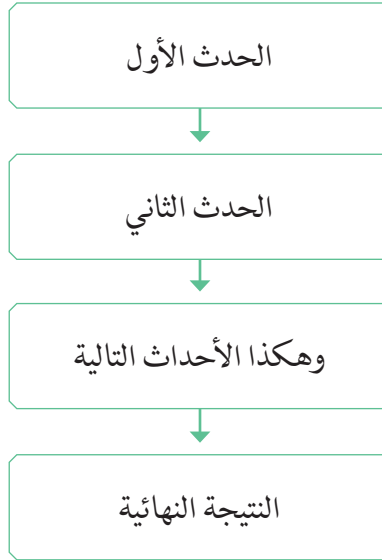 الحدث الأول
الحدث الثاني
وهكذا الأحداث التالية
النتيجة النهائية